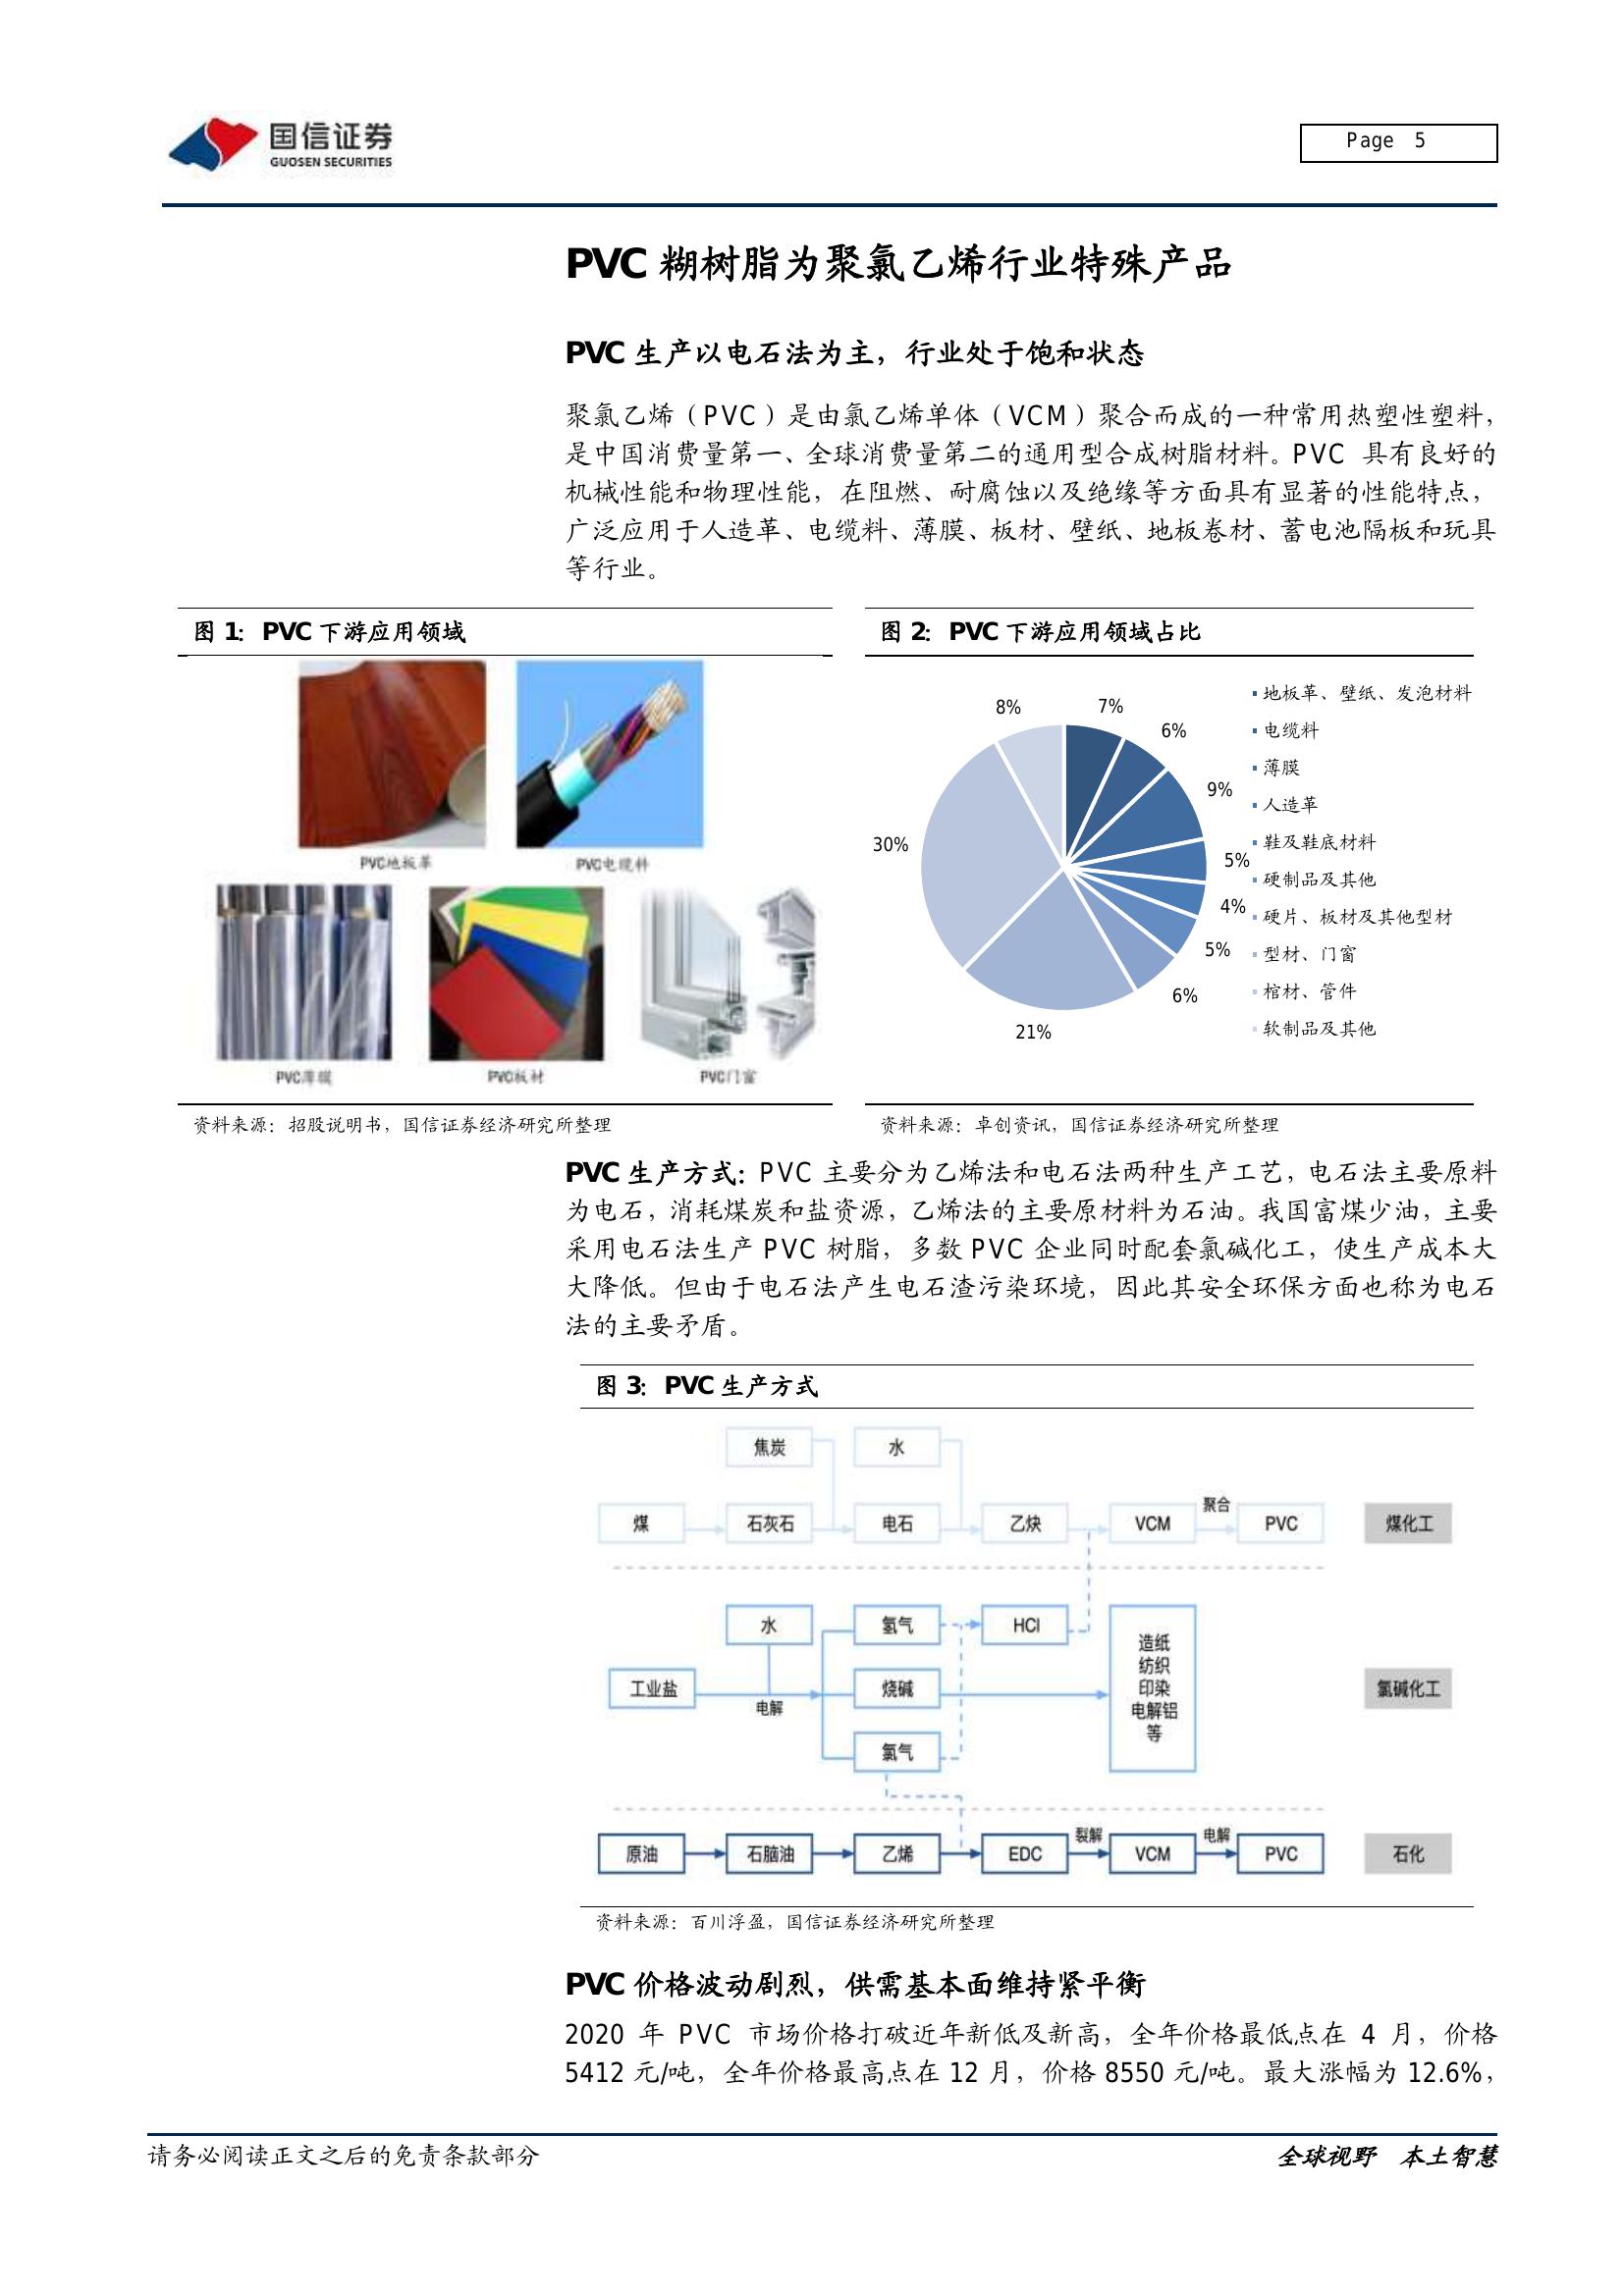 国信证券
GUOSEN SECURITIES
Page 5
PVC 糊树脂为聚氯乙烯行业特殊产品
PVC 生产以电石法为主，行业处于饱和状态
聚氯乙烯（PVC）是由氯乙烯单体（VCM）聚合而成的一种常用热塑性塑料，
是中国消费量第一、全球消费量第二的通用型合成树脂材料。PVC 具有良好的
机械性能和物理性能，在阻燃、耐腐蚀以及绝缘等方面具有显著的性能特点，
广泛应用于人造革、电缆料、薄膜、板材、壁纸、地板卷材、蓄电池隔板和玩具
等行业。
图 1：PVC 下游应用领域
PVC地板革
PVC电缆料
PVC薄膜
PVC板材
PVC门窗
资料来源：招股说明书，国信证券经济研究所整理
图 2：PVC 下游应用领域占比
8%
7%
6%
9%
5%
4%
5%
6%
21%
30%
地板革、壁纸、发泡材料
电缆料
薄膜
人造革
鞋及鞋底材料
硬制品及其他
硬片、板材及其他型材
型材、门窗
棺材、管件
软制品及其他
资料来源：卓创资讯，国信证券经济研究所整理
PVC 生产方式：PVC 主要分为乙烯法和电石法两种生产工艺，电石法主要原料
为电石，消耗煤炭和盐资源，乙烯法的主要原材料为石油。我国富煤少油，主要
采用电石法生产 PVC 树脂，多数 PVC 企业同时配套氯碱化工，使生产成本大
大降低。但由于电石法产生电石渣污染环境，因此其安全环保方面也称为电石
法的主要矛盾。
图 3：PVC 生产方式
焦炭
水
煤
石灰石
电石
乙炔
VCM
聚合
PVC
煤化工
水
氢气
HCl
工业盐
电解
烧碱
氯气
造纸
纺织
印染
电解铝
等
氯碱化工
原油
石脑油
乙烯
EDC
裂解
VCM
电解
PVC
石化
资料来源：百川浮盈，国信证券经济研究所整理
PVC 价格波动剧烈，供需基本面维持紧平衡
2020 年 PVC 市场价格打破近年新低及新高，全年价格最低点在 4 月，价格
5412 元/吨，全年价格最高点在 12 月，价格 8550 元/吨。最大涨幅为 12.6%，
请务必阅读正文之后的免责条款部分
全球视野 本土智慧